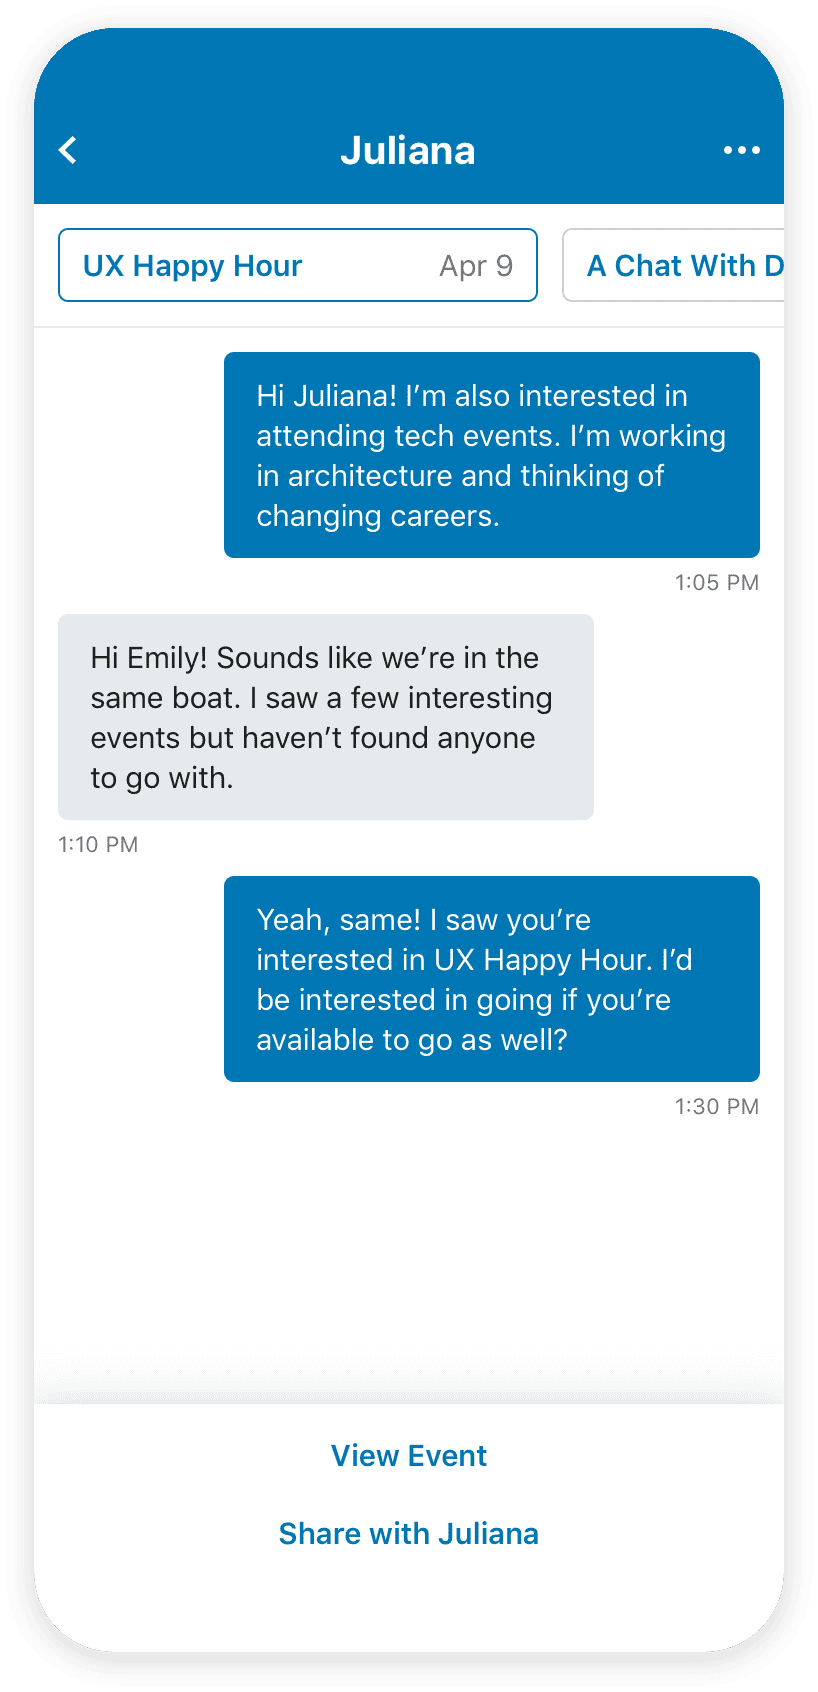 Juliana
UX Happy Hour Apr 9
A Chat With D
Hi Juliana! I’m also interested in
attending tech events. I’m working
in architecture and thinking of
changing careers.
1:05 PM
Hi Emily! Sounds like we’re in the
same boat. I saw a few interesting
events but haven’t found anyone
to go with.
1:10 PM
Yeah, same! I saw you’re
interested in UX Happy Hour. I’d
be interested in going if you’re
available to go as well?
1:30 PM
View Event
Share with Juliana